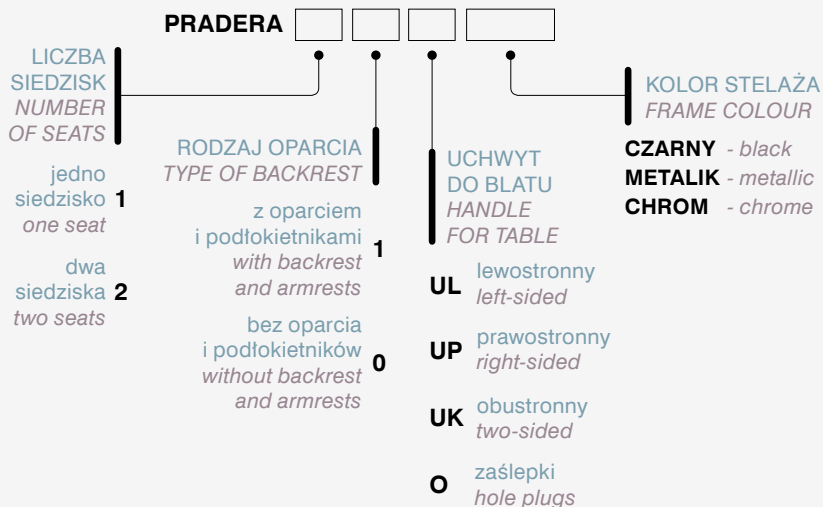 PRADERA
LICZBA
SIEDZISK
NUMBER
OF SEATS
jedno
siedzisko 1
one seat
dwa
siedziska 2
two seats
RODZAJ OPARCIA
TYPE OF BACKREST
z oparciem
i podłokietnikami 1
with backrest
and armrests
bez oparcia
i podłokietników 0
without backrest
and armrests
UCHWYT
DO BLATU
HANDLE
FOR TABLE
UL lewostronny
left-sided
UP prawostronny
right-sided
UK obustronny
two-sided
O zaślepki
hole plugs
KOLOR STELAŻA
FRAME COLOUR
CZARNY - black
METALIK - metallic
CHROM - chrome